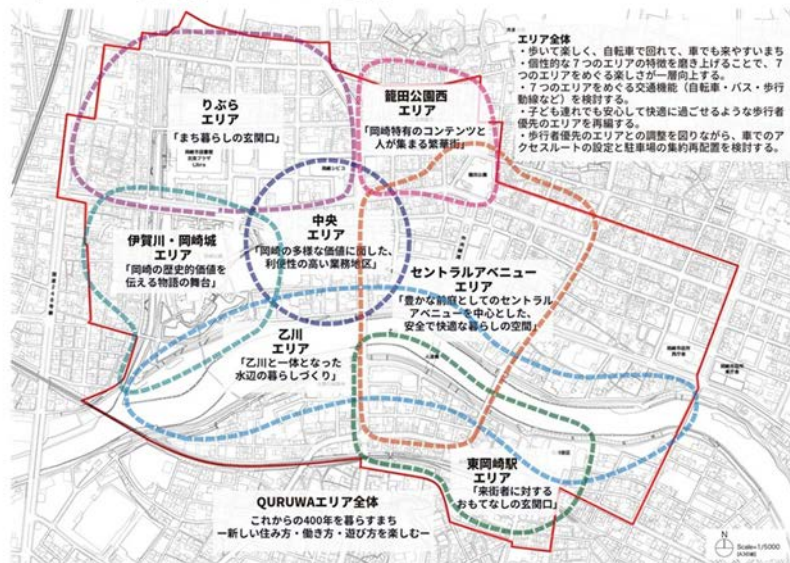 エリア全体
・歩いて楽しく、自転車で回れて、車でも来やすいまち
・個性的な７つのエリアの特徴を磨き上げることで、７
つのエリアをめぐる楽しさが一層向上する。
・７つのエリアをめぐる交通機能（自転車・バス・歩行
動線など）を検討する。
・子ども連れでも安心して快適に過ごせるような歩行者
優先のエリアを再編する。
・歩行者優先のエリアとの調整を図りながら、車でのア
クセスルートの設定と駐車場の集約再配置を検討する。
りぶら
エリア
「まち暮らしの玄関口」
籠田公園西
エリア
「岡崎特有のコンテンツと
人が集まる繁華街」
籠田公園
中央
エリア
「岡崎の多様な価値に面した、
利便性の高い業務地区」
伊賀川・岡崎城
エリア
「岡崎の歴史的価値を
伝える物語の舞台」
セントラルアベニュー
エリア
「豊かな前庭としてのセントラル
アベニューを中心とした、
安全で快適な暮らしの空間」
乙川
エリア
「乙川と一体となった
水辺の暮らしづくり」
東岡崎駅
エリア
「来街者に対する
おもてなしの玄関口」
QURUWAエリア全体
これからの400年を暮らすまち
ー新しい住み方・働き方・遊び方を楽しむー
N
Scale=1/5000